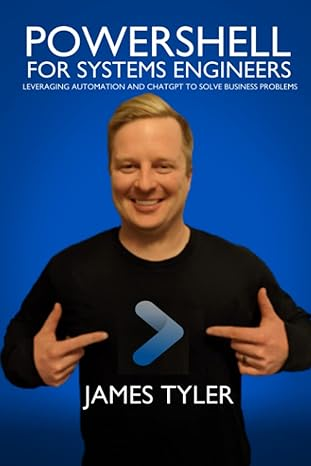 POWERSHELL
FOR SYSTEMS ENGINEERS
LEVERAGING AUTOMATION AND CHATGPT TO SOLVE BUSINESS PROBLEMS
JAMES TYLER